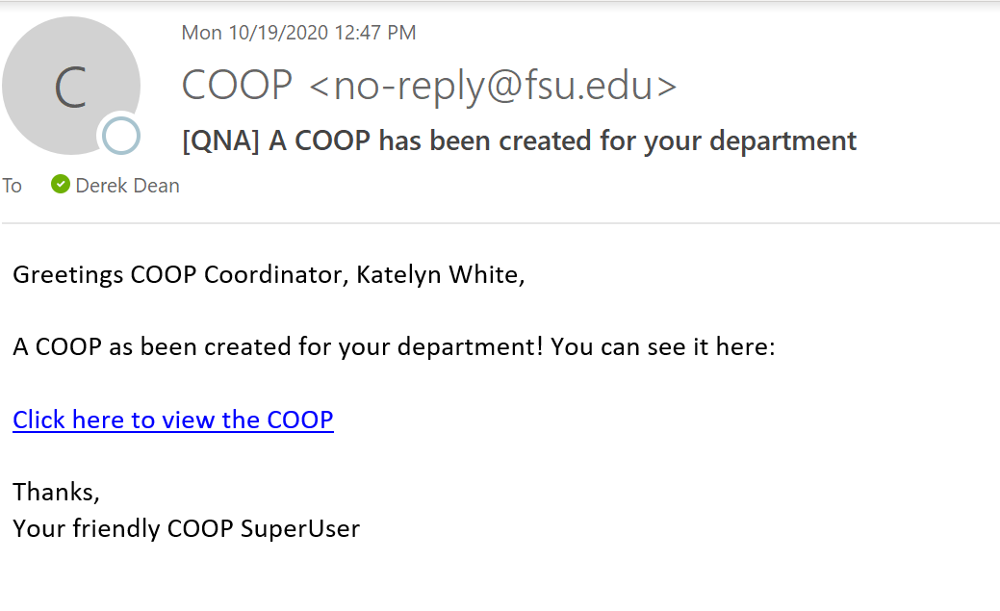 Mon 10/19/2020 12:47 PM
C
COOP <no-reply@fsu.edu>
[QNA] A COOP has been created for your department
To Derek Dean
Greetings COOP Coordinator, Katelyn White,
A COOP as been created for your department! You can see it here:
Click here to view the COOP
Thanks,
Your friendly COOP SuperUser